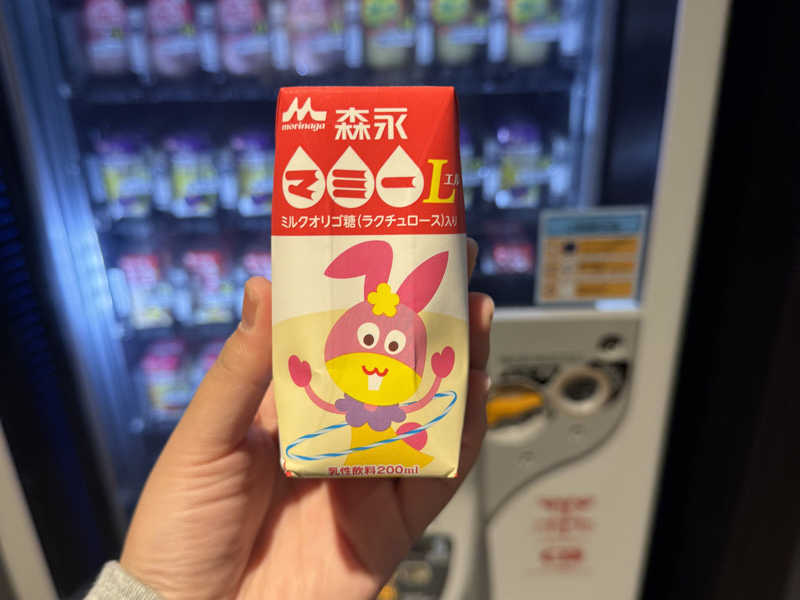 morinaga
森永
マミーL
エル
ミルクオリゴ糖(ラクチュロース)入り
乳性飲料200ml